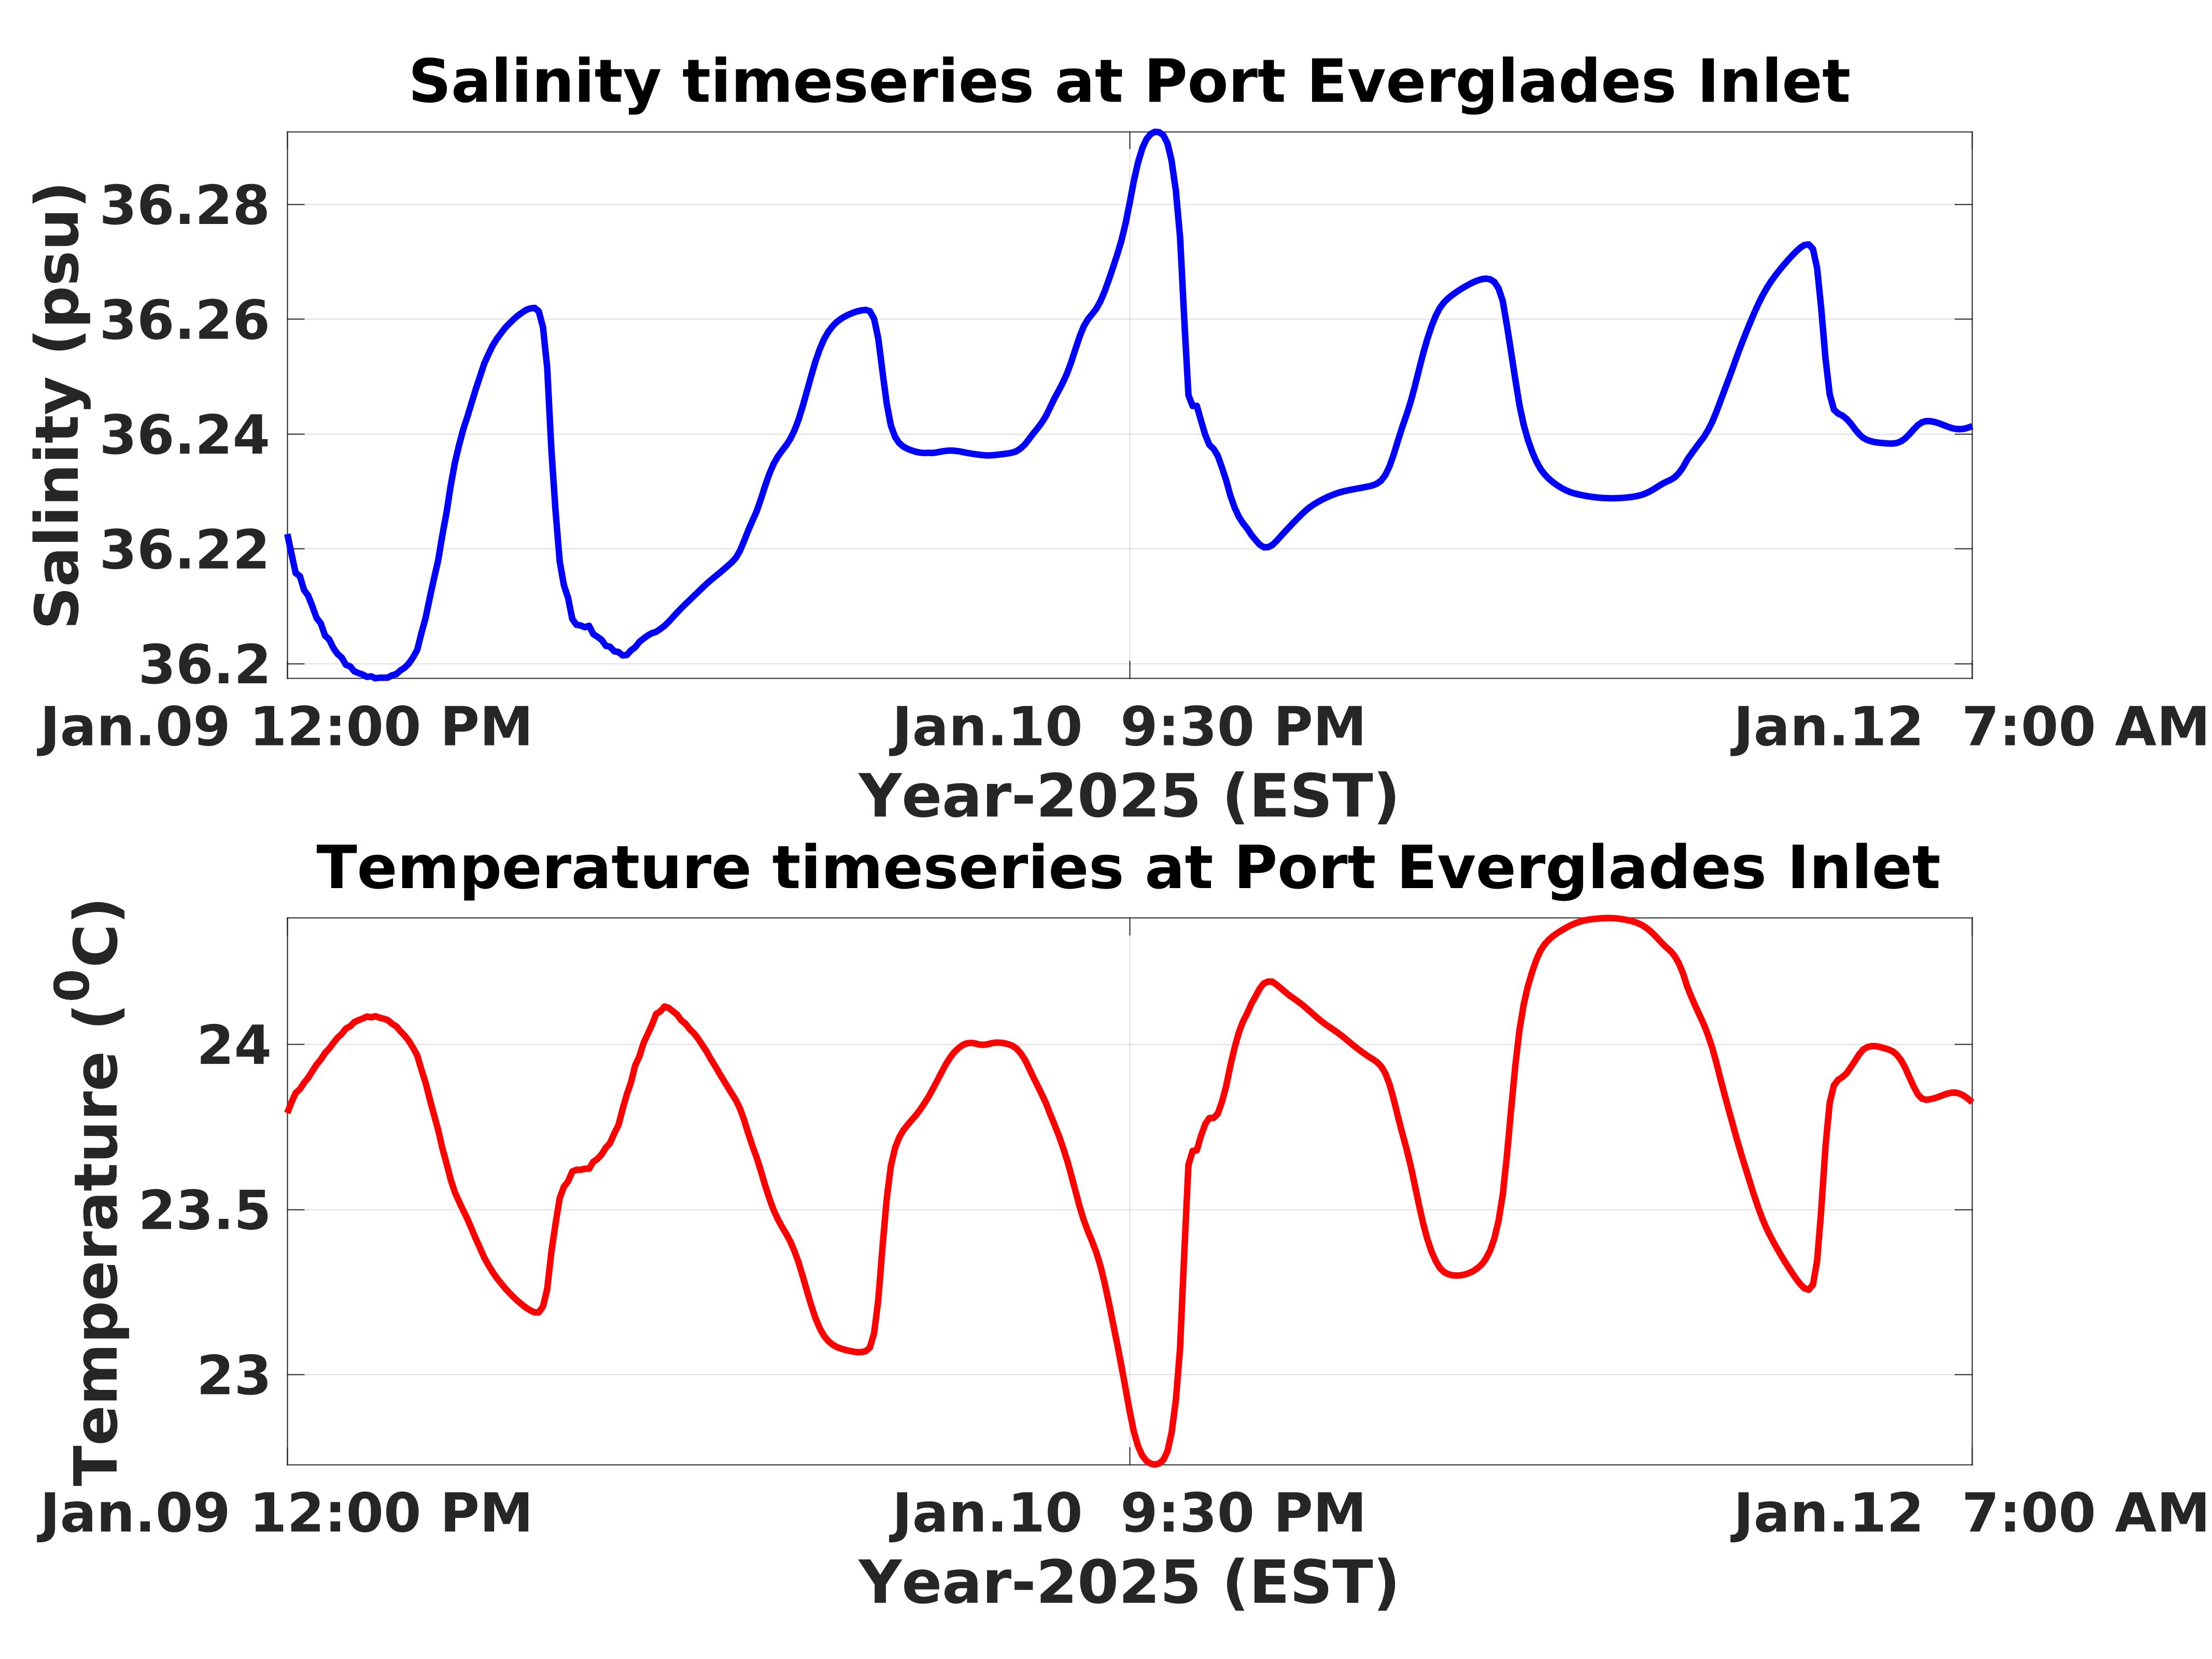 Salinity timeseries at Port Everglades Inlet
Salinity (psu)
36.28
36.26
36.24
36.22
36.2
Jan.09 12:00 PM
Jan.10  9:30 PM
Jan.12  7:00 AM
Year-2025 (EST)
Temperature timeseries at Port Everglades Inlet
Temperature (⁰C)
24
23.5
23
Jan.09 12:00 PM
Jan.10  9:30 PM
Jan.12  7:00 AM
Year-2025 (EST)